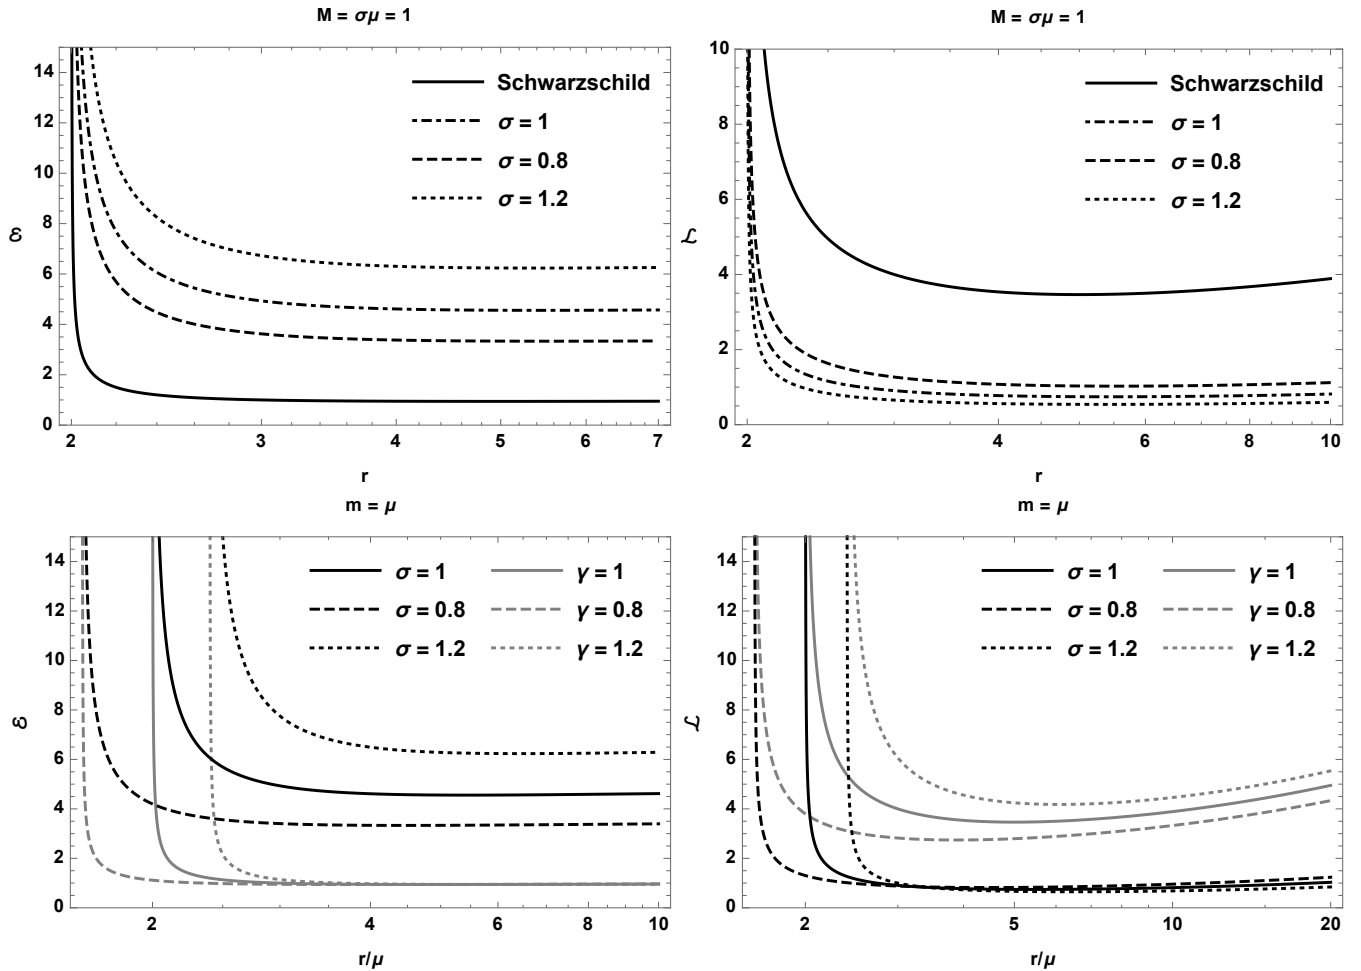 M = σμ = 1
14
12
10
8
6
4
2
0
ℰ
Schwarzschild
σ = 1
σ = 0.8
σ = 1.2
2 3 4 5 6 7
r
M = σμ = 1
10
8
6
4
2
0
ℒ
Schwarzschild
σ = 1
σ = 0.8
σ = 1.2
2 4 6 8 10
r
m = μ
14
12
10
8
6
4
2
0
ℰ
σ = 1 γ = 1
σ = 0.8 γ = 0.8
σ = 1.2 γ = 1.2
2 4 6 8 10
r/μ
m = μ
14
12
10
8
6
4
2
0
ℒ
σ = 1 γ = 1
σ = 0.8 γ = 0.8
σ = 1.2 γ = 1.2
2 5 10 20
r/μ